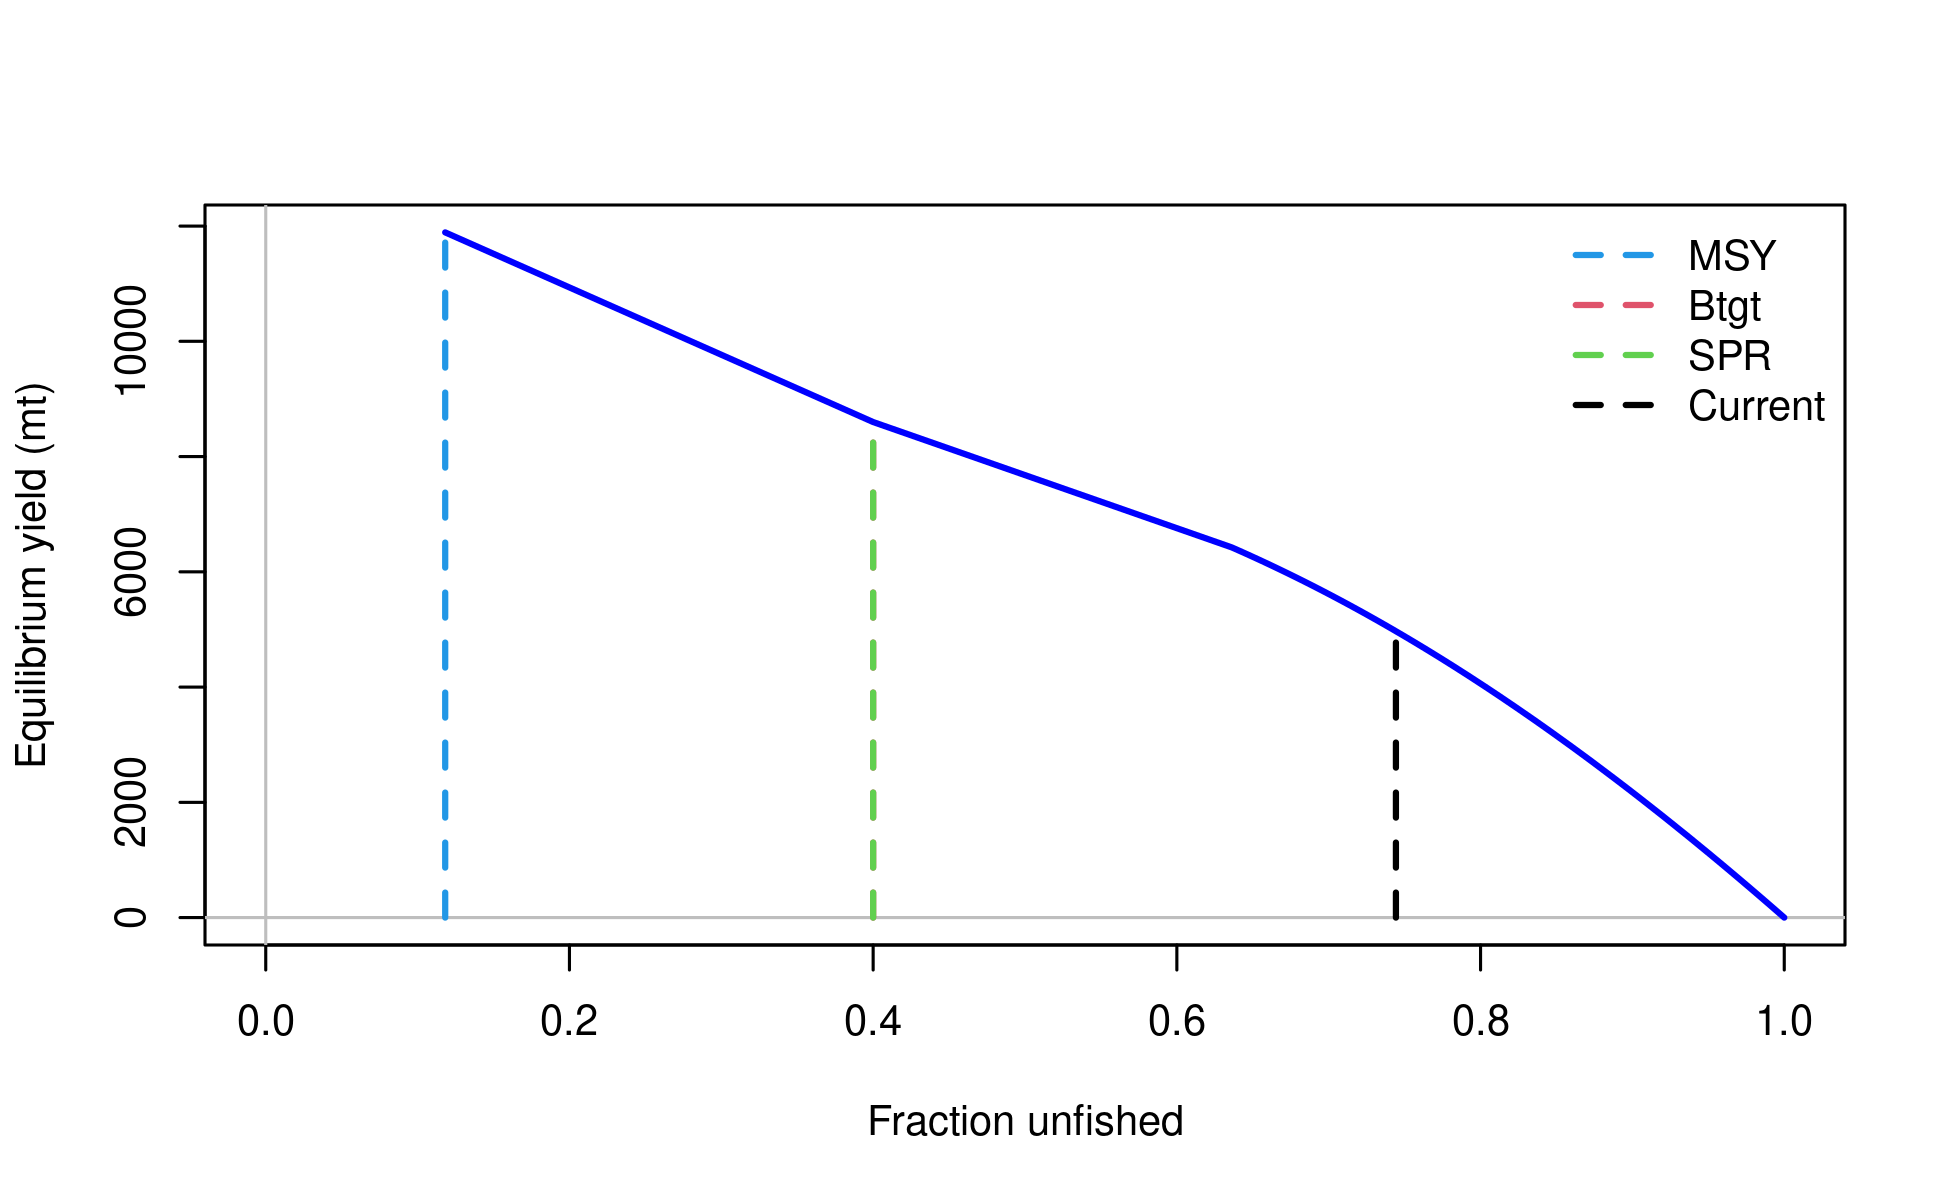 Equilibrium yield (mt)
10000
6000
2000
0
MSY
Btgt
SPR
Current
0.0 0.2 0.4 0.6 0.8 1.0
Fraction unfished